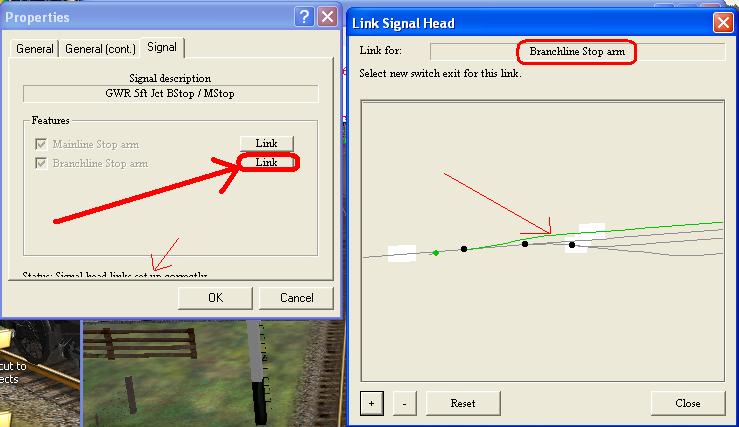 Properties
General
General (cont.)
Signal
Signal description
GWR 5ft Jct BStop / MStop
Features
Mainline Stop arm
Link
Branchline Stop arm
Link
Status: Signal head links set up correctly
OK
Cancel
cut to
ects
Link Signal Head
Link for:
Branchline Stop arm
Select new switch exit for this link.
+
-
Reset
Close